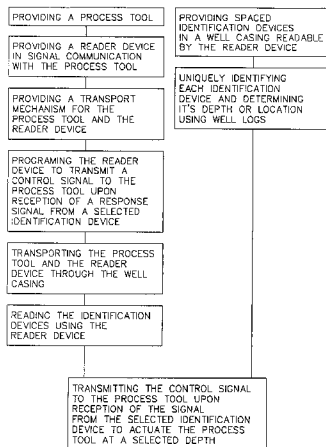 PROVIDING A PROCESS TOOL
PROVIDING A READER DEVICE
IN SIGNAL COMMUNICATION
WITH THE PROCESS TOOL
PROVIDING A TRANSPORT
MECHANISM FOR THE
PROCESS TOOL AND THE
READER DEVICE
PROGRAMING THE READER
DEVICE TO TRANSMIT A
CONTROL SIGNAL TO THE
PROCESS TOOL UPON
RECEPTION OF A RESPONSE
SIGNAL FROM A SELECTED
IDENTIFICATION DEVICE
TRANSPORTING THE PROCESS
TOOL AND THE READER
DEVICE THROUGH THE WELL
CASING
READING THE IDENTIFICATION
DEVICES USING THE
READER DEVICE
PROVIDING SPACED
IDENTIFICATION DEVICES
IN A WELL CASING READABLE
BY THE READER DEVICE
UNIQUELY IDENTIFYING
EACH IDENTIFICATION
DEVICE AND DETERMINING
IT'S DEPTH OR LOCATION
USING WELL LOGS
TRANSMITTING THE CONTROL SIGNAL
TO THE PROCESS TOOL UPON
RECEPTION OF THE SIGNAL
FROM THE SELECTED IDENTIFICATION
DEVICE TO ACTUATE THE PROCESS
TOOL AT A SELECTED DEPTH